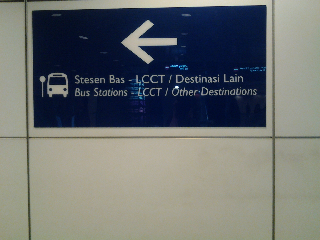 Stesen Bas - LCCT / Destinasi Lain
Bus Stations - LCCT / Other Destinations